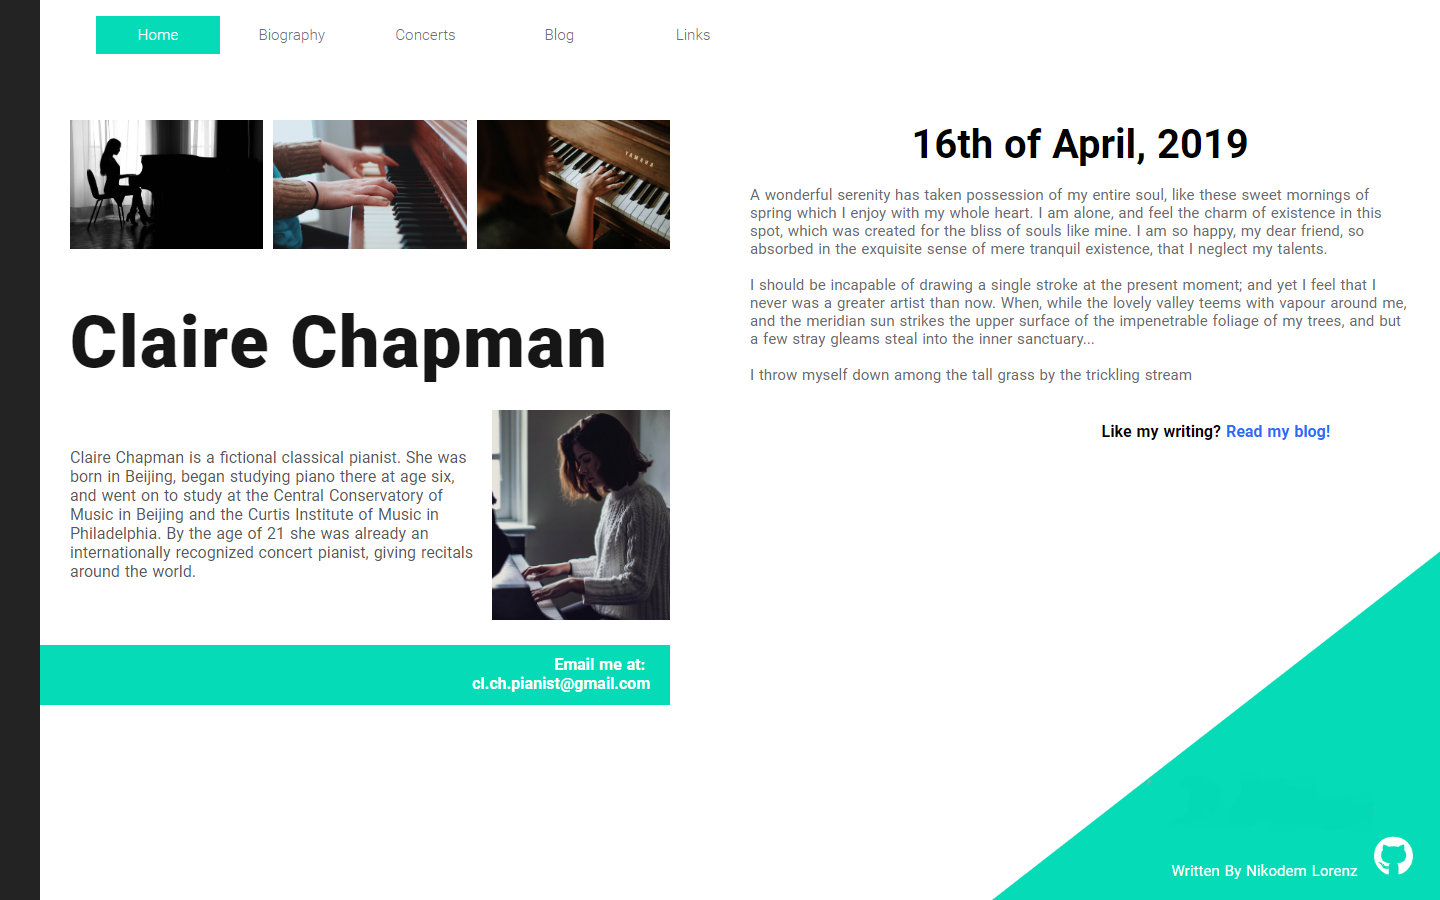 Home
Biography
Concerts
Blog
Links
YAMAHA
16th of April, 2019
A wonderful serenity has taken possession of my entire soul, like these sweet mornings of
spring which I enjoy with my whole heart. I am alone, and feel the charm of existence in this
spot, which was created for the bliss of souls like mine. I am so happy, my dear friend, so
absorbed in the exquisite sense of mere tranquil existence, that I neglect my talents.
I should be incapable of drawing a single stroke at the present moment; and yet I feel that I
never was a greater artist than now. When, while the lovely valley teems with vapour around me,
and the meridian sun strikes the upper surface of the impenetrable foliage of my trees, and but
a few stray gleams steal into the inner sanctuary...
I throw myself down among the tall grass by the trickling stream
Like my writing? Read my blog!
Claire Chapman
Claire Chapman is a fictional classical pianist. She was
born in Beijing, began studying piano there at age six,
and went on to study at the Central Conservatory of
Music in Beijing and the Curtis Institute of Music in
Philadelphia. By the age of 21 she was already an
internationally recognized concert pianist, giving recitals
around the world.
Email me at:
cl.ch.pianist@gmail.com
Written By Nikodem Lorenz